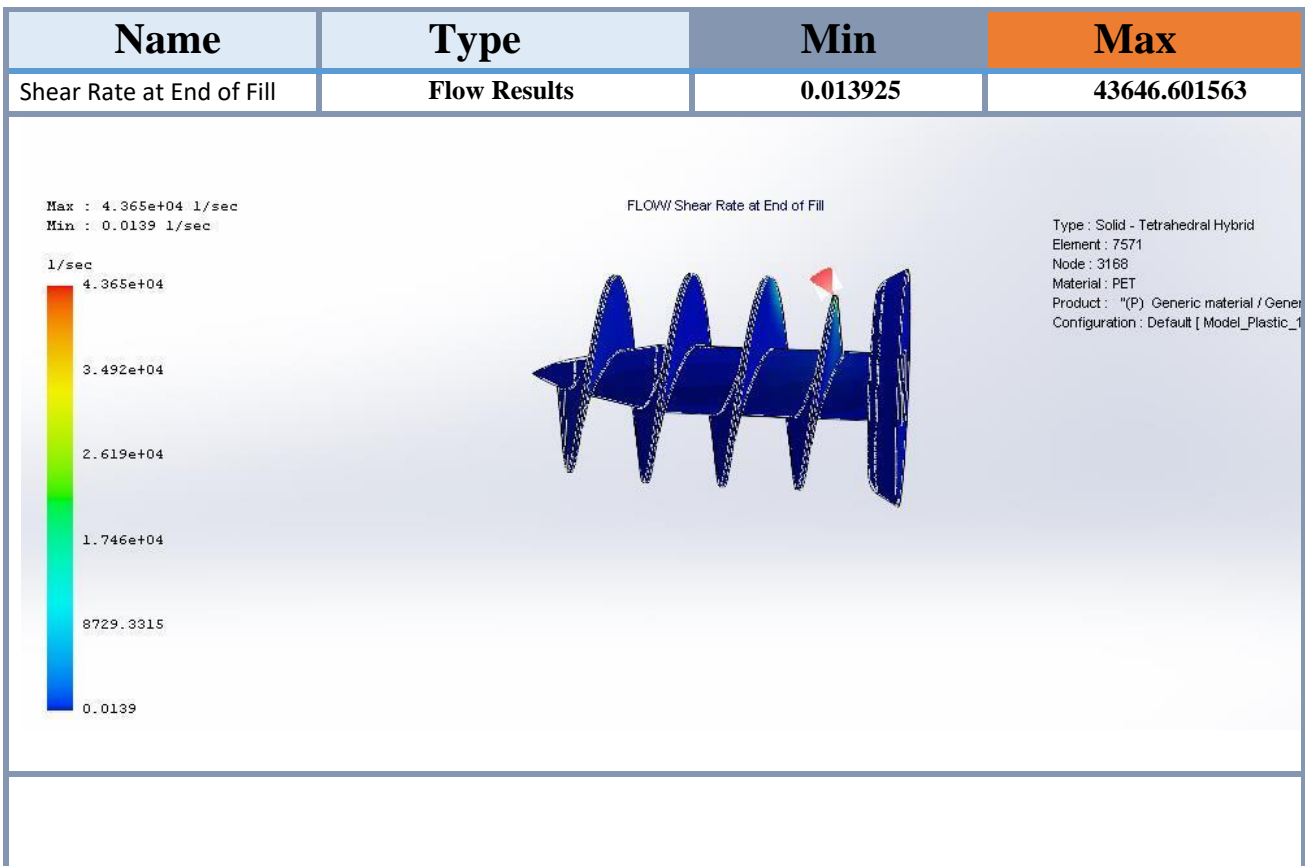 Name Type Min Max
Shear Rate at End of Fill Flow Results 0.013925 43646.601563
Max : 4.365e+04 1/sec
Min : 0.0139 1/sec
1/sec
4.365e+04
3.492e+04
2.619e+04
1.746e+04
8729.3315
0.0139
FLOW/ Shear Rate at End of Fill
Type : Solid - Tetrahedral Hybrid
Element : 7571
Node : 3168
Material : PET
Product : "(P) Generic material / Gener
Configuration : Default [ Model_Plastic_1